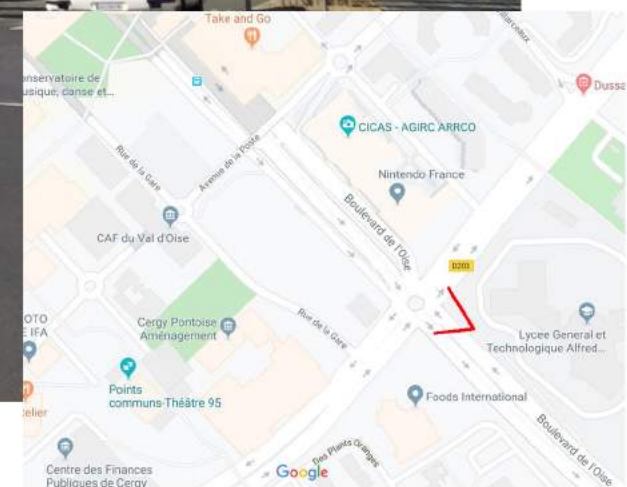 Take and Go
onservatoire de
usique, danse et...
Dussa
CICAS - AGIRC ARRCO
Rue de la Gare
Avenue de la Poste
Nintendo France
Boulevard de l'Oise
CAF du Val d'Oise
D203
OTO
E IFA
Cergy Pontoise
Aménagement
Rue de la Gare
Lycee General et
Technologique Alfred...
Points
communs-Théâtre 95
Foods International
telier
Boulevard de l'Oise
Des Plants Oranges
Google
Centre des Finances
Publiques de Cergy